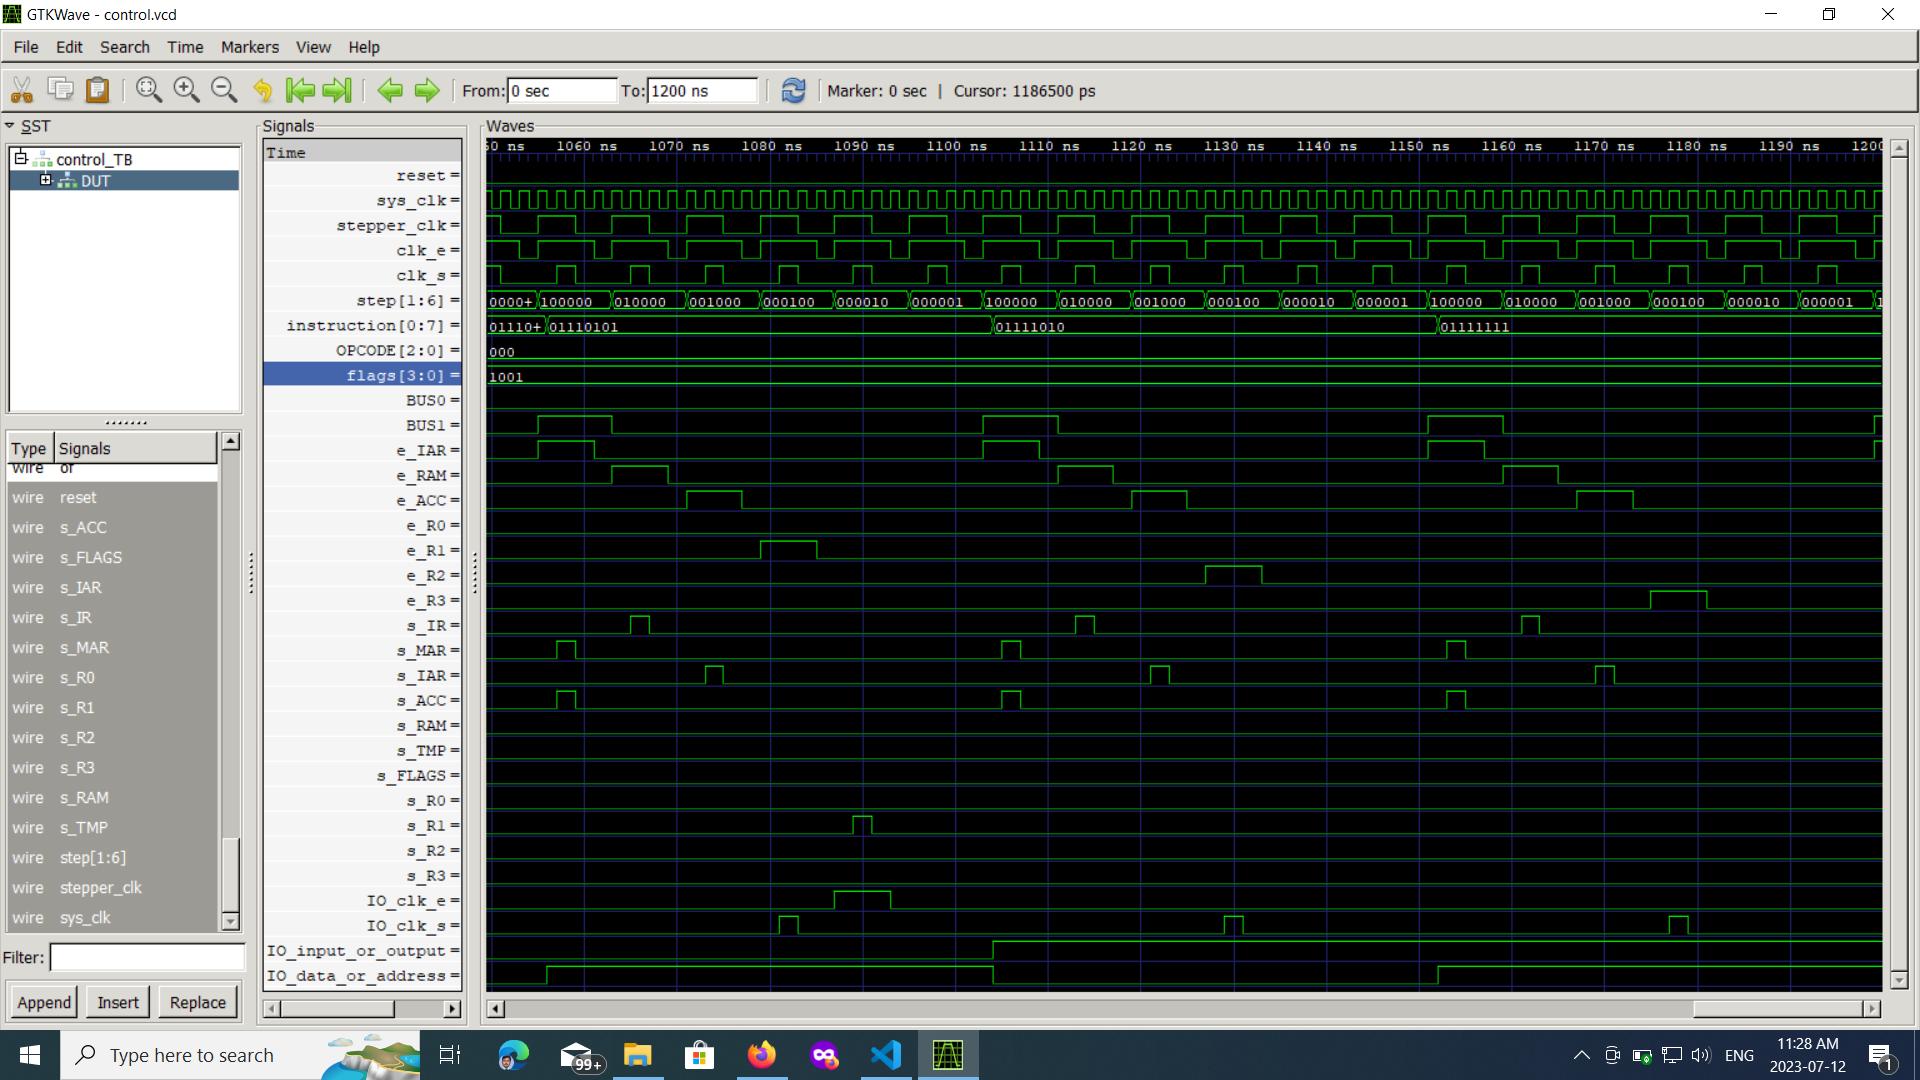 GTKWave - control.vcd
File Edit Search Time Markers View Help
From: 0 sec To: 1200 ns Marker: 0 sec | Cursor: 1186500 ps
SST
control_TB
DUT
Type Signals
wire of
wire reset
wire s_ACC
wire s_FLAGS
wire s_IAR
wire s_IR
wire s_MAR
wire s_R0
wire s_R1
wire s_R2
wire s_R3
wire s_RAM
wire s_TMP
wire step[1:6]
wire stepper_clk
wire sys_clk
Filter:
Append Insert Replace
Signals
Time
reset =
sys_clk =
stepper_clk =
clk_e =
clk_s =
step[1:6] =
instruction[0:7] =
OPCODE[2:0] =
flags[3:0] =
BUS0 =
BUS1 =
e_IAR =
e_RAM =
e_ACC =
e_R0 =
e_R1 =
e_R2 =
e_R3 =
s_IR =
s_MAR =
s_IAR =
s_ACC =
s_RAM =
s_TMP =
s_FLAGS =
s_R0 =
s_R1 =
s_R2 =
s_R3 =
IO_clk_e =
IO_clk_s =
IO_input_or_output =
IO_data_or_address =
Waves
50 ns 1060 ns 1070 ns 1080 ns 1090 ns 1100 ns 1110 ns 1120 ns 1130 ns 1140 ns 1150 ns 1160 ns 1170 ns 1180 ns 1190 ns 1200
0000+ 100000 010000 001000 000100 000010 000001 100000 010000 001000 000100 000010 000001 100000 010000 001000 000100 000010 000001 1
01110+ 01110101 01111010 01111111
000
1001
Type here to search
99+
ENG
11:28 AM
2023-07-12
1